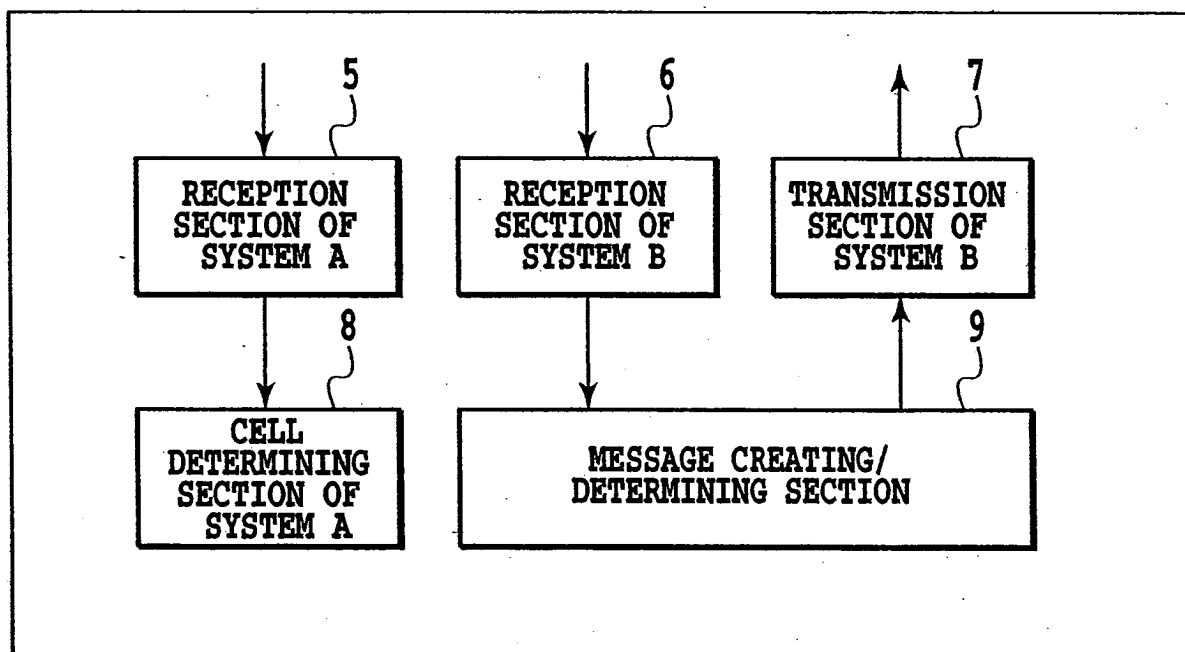 5
6
7
RECEPTION
SECTION OF
SYSTEM A
RECEPTION
SECTION OF
SYSTEM B
TRANSMISSION
SECTION OF
SYSTEM B
8
9
CELL
DETERMINING
SECTION OF
SYSTEM A
MESSAGE CREATING/
DETERMINING SECTION